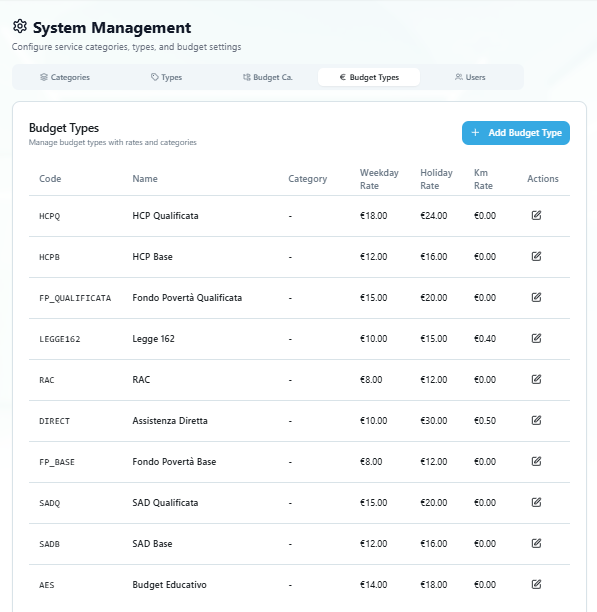 System Management
Configure service categories, types, and budget settings
Categories Types Budget Ca. € Budget Types Users
Budget Types
Manage budget types with rates and categories
+ Add Budget Type
Code Name Category Weekday Rate Holiday Rate Km Rate Actions
HCPQ HCP Qualificata - €18.00 €24.00 €0.00
HCPB HCP Base - €12.00 €16.00 €0.00
FP_QUALIFICATA Fondo Povertà Qualificata - €15.00 €20.00 €0.00
LEGGE162 Legge 162 - €10.00 €15.00 €0.40
RAC RAC - €8.00 €12.00 €0.00
DIRECT Assistenza Diretta - €10.00 €30.00 €0.50
FP_BASE Fondo Povertà Base - €8.00 €12.00 €0.00
SADQ SAD Qualificata - €15.00 €20.00 €0.00
SADB SAD Base - €12.00 €16.00 €0.00
AES Budget Educativo - €14.00 €18.00 €0.00